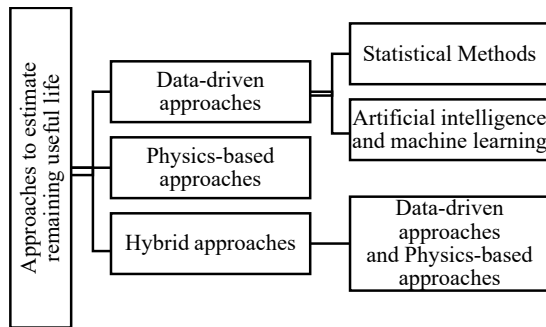 Approaches to estimate
remaining useful life
Data-driven
approaches
Physics-based
approaches
Hybrid approaches
Statistical Methods
Artificial intelligence
and machine learning
Data-driven
approaches
and Physics-based
approaches